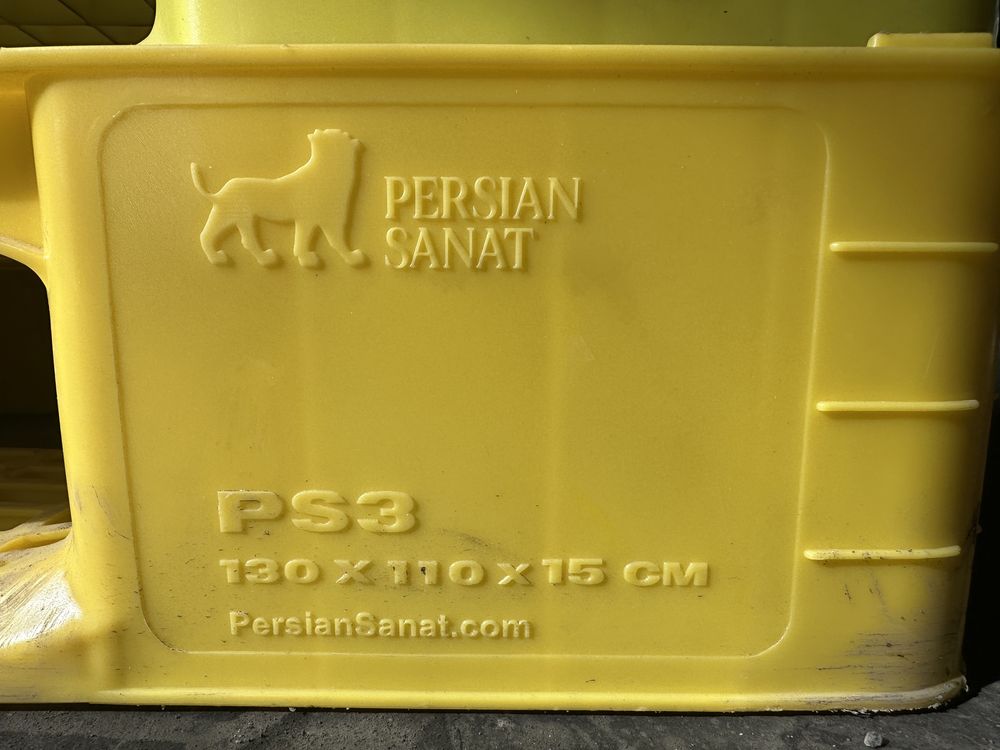 PERSIAN
SANAT
PS3
130 X 110 X 15 CM
PersianSanat.com